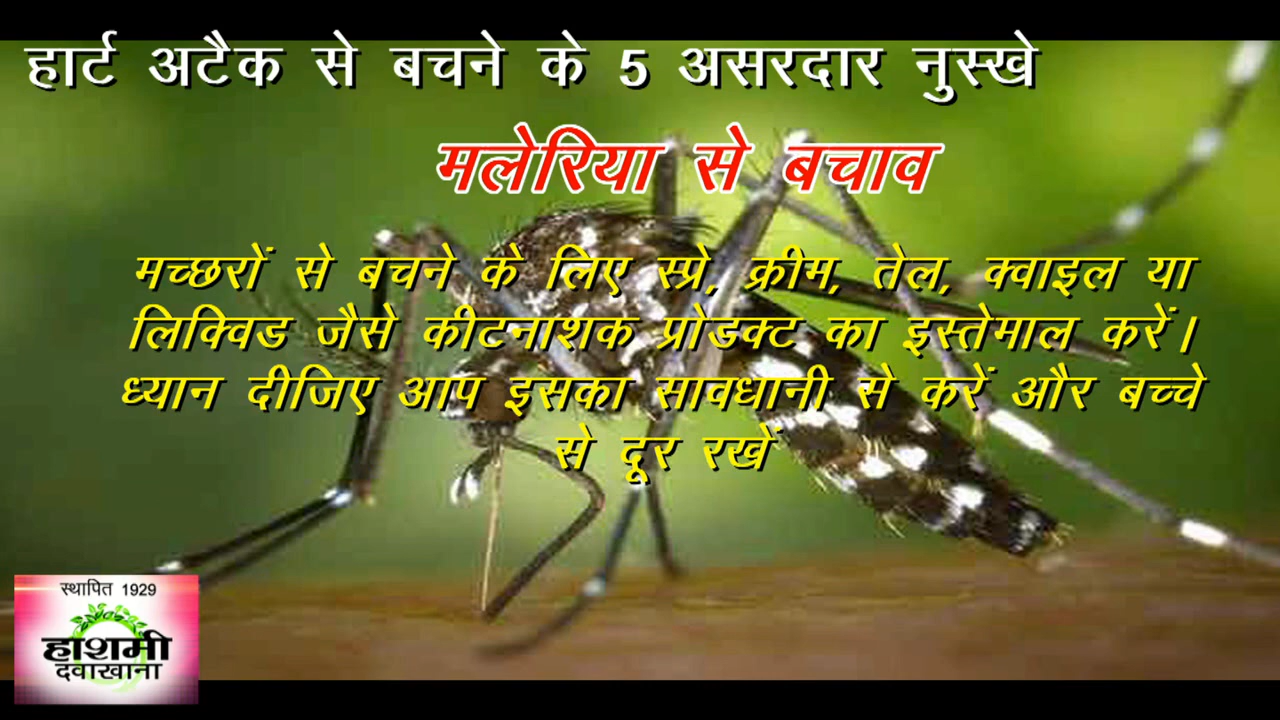 हार्ट अटैक से बचने के 5 असरदार नुस्खे
मलेरिया से बचाव
मच्छरों से बचने के लिए स्प्रे, क्रीम, तेल, क्वाइल या
लिक्विड जैसे कीटनाशक प्रोडक्ट का इस्तेमाल करें।
ध्यान दीजिए आप इसका सावधानी से करें और बच्चे
से दूर रखें
स्थापित 1929
हाशमी
दवाखाना